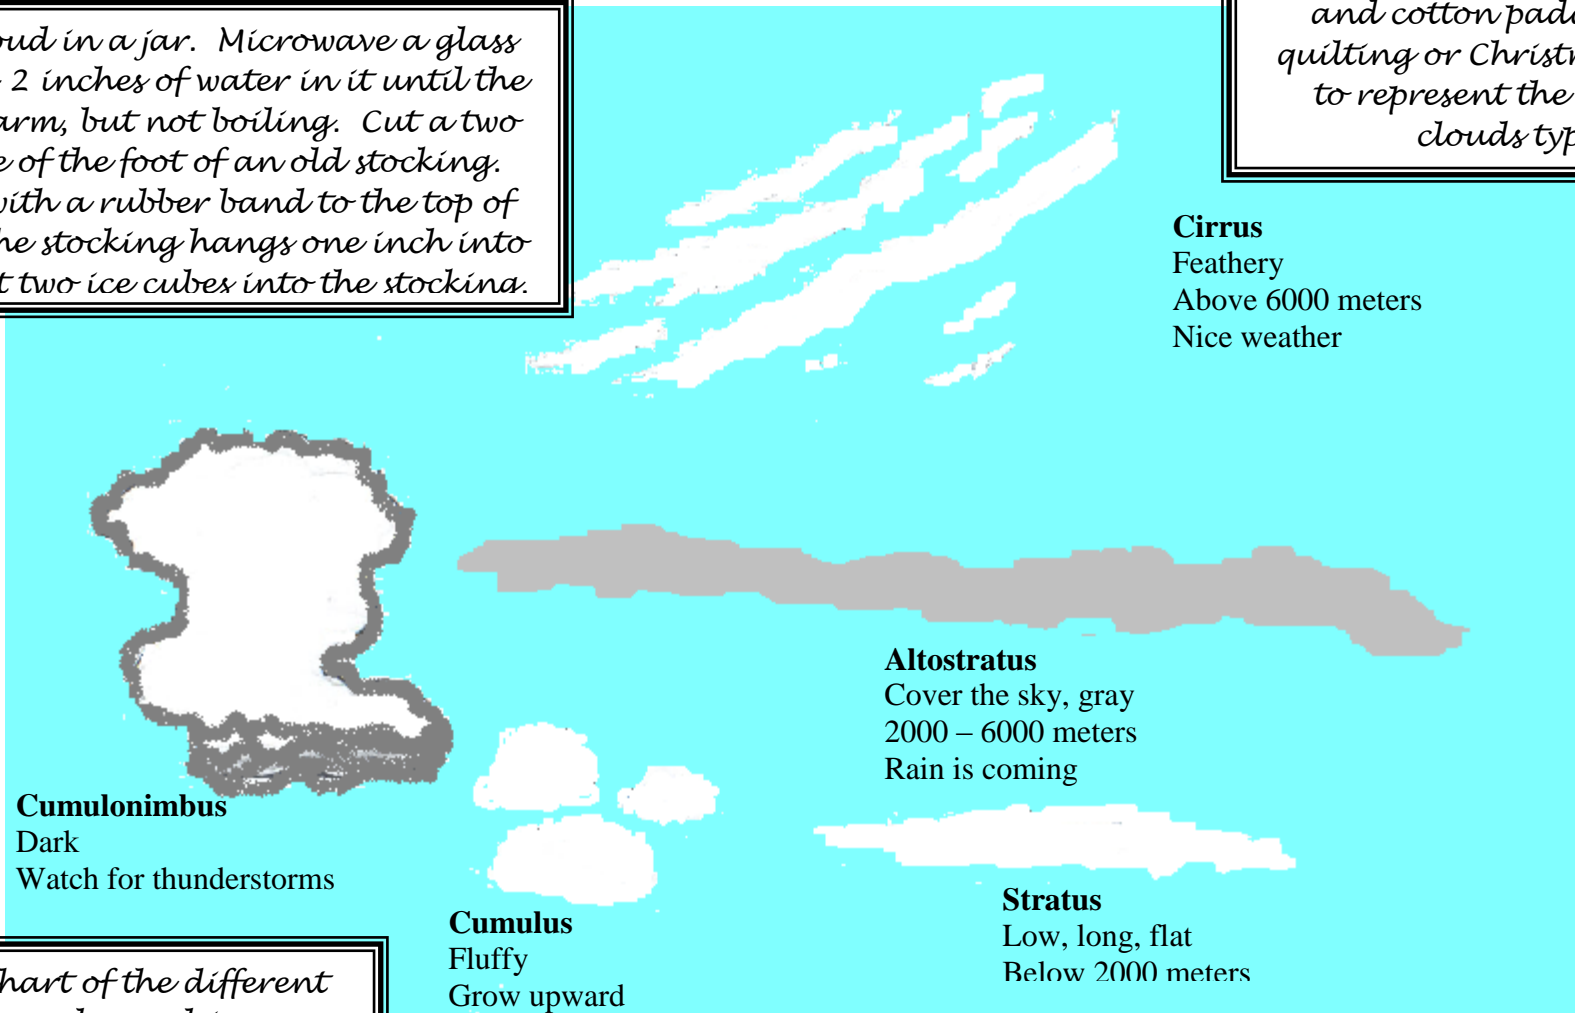 oud in a jar. Microwave a glass
2 inches of water in it until the
arm, but not boiling. Cut a two
e of the foot of an old stocking.
with a rubber band to the top of
he stocking hangs one inch into
t two ice cubes into the stocking.
and cotton padd
quilting or Christm
to represent the
clouds typ
Cirrus
Feathery
Above 6000 meters
Nice weather
Altostratus
Cover the sky, gray
2000 – 6000 meters
Rain is coming
Cumulonimbus
Dark
Watch for thunderstorms
Cumulus
Fluffy
Grow upward
Stratus
Low, long, flat
Below 2000 meters
hart of the different